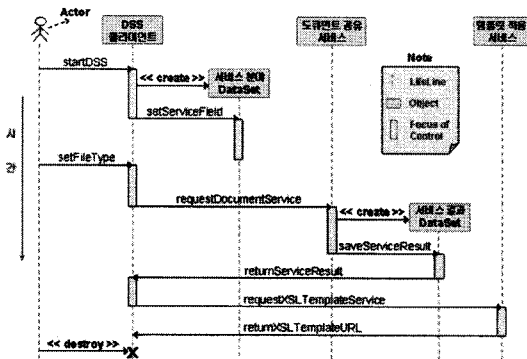 Actor
DSS
클라이언트
도큐먼트 공유
서비스
템플릿 적용
서비스
startDSS
<< create >>
서비스 분야
DataSet
setServiceField
Note
LifeLine
Object
Focus of
Control
시
간
setFileType
requestDocumentService
<< create >>
서비스 결과
DataSet
saveServiceResult
returnServiceResult
requestXSLTemplateService
returnXSLTemplateURL
<< destroy >>